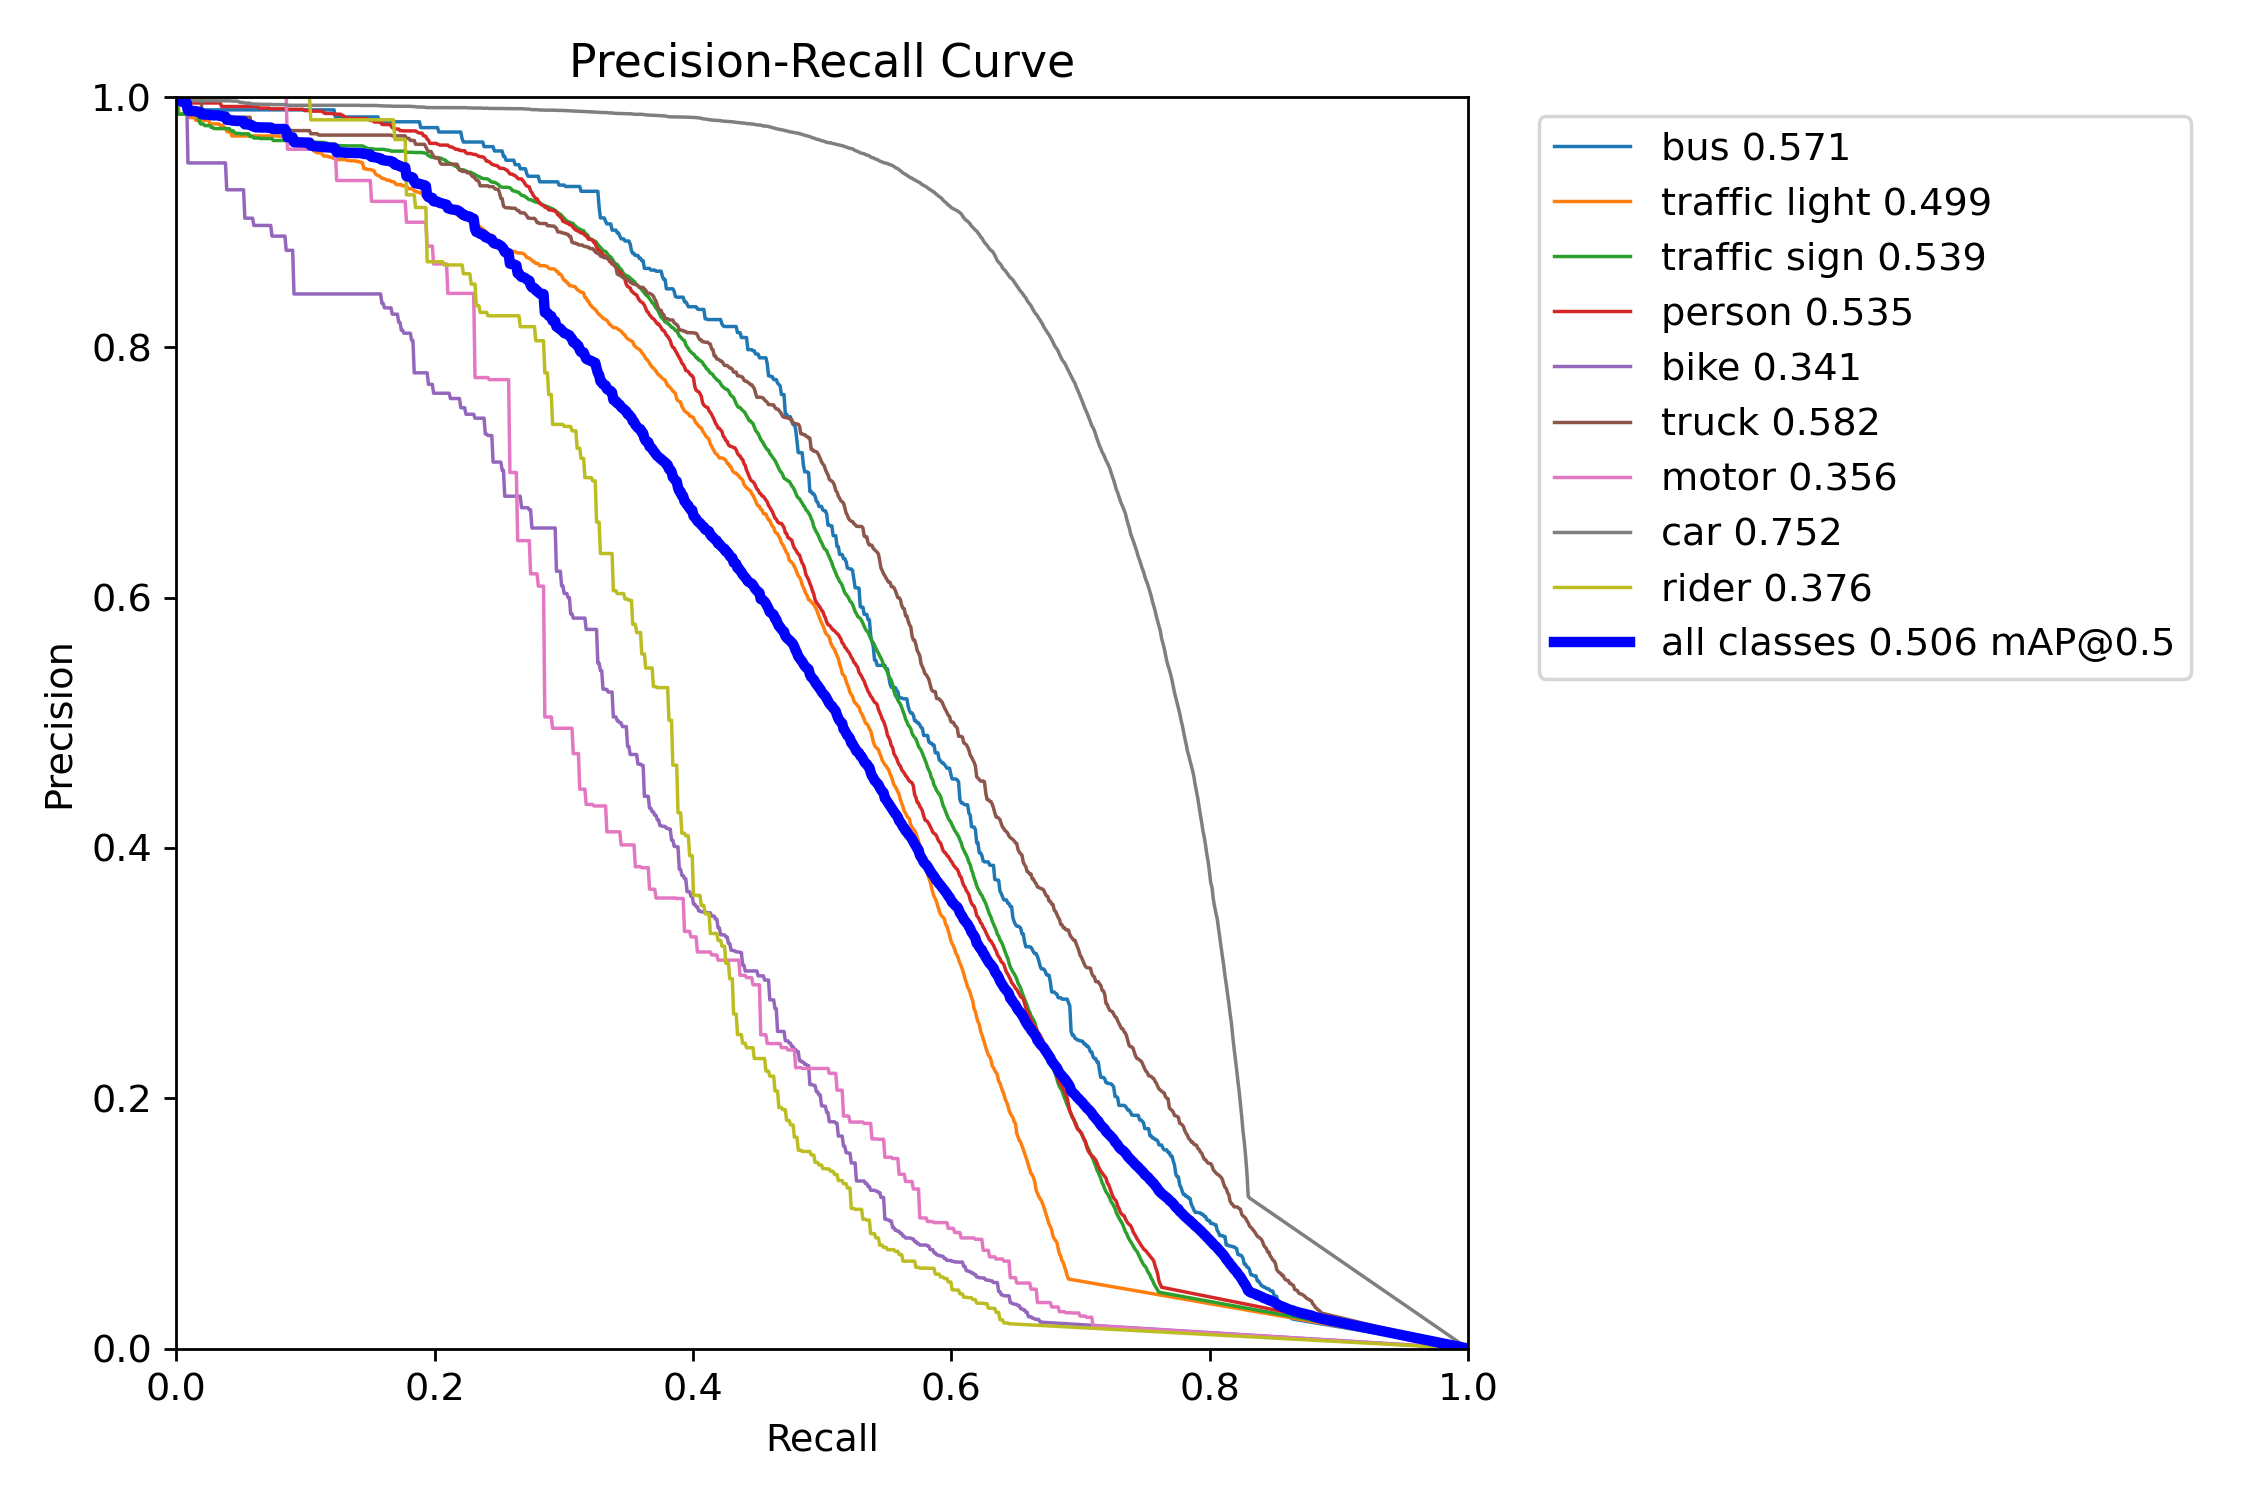 Precision-Recall Curve
1.0
0.8
0.6
0.4
0.2
0.0
Precision
0.0 0.2 0.4 0.6 0.8 1.0
Recall
bus 0.571
traffic light 0.499
traffic sign 0.539
person 0.535
bike 0.341
truck 0.582
motor 0.356
car 0.752
rider 0.376
all classes 0.506 mAP@0.5